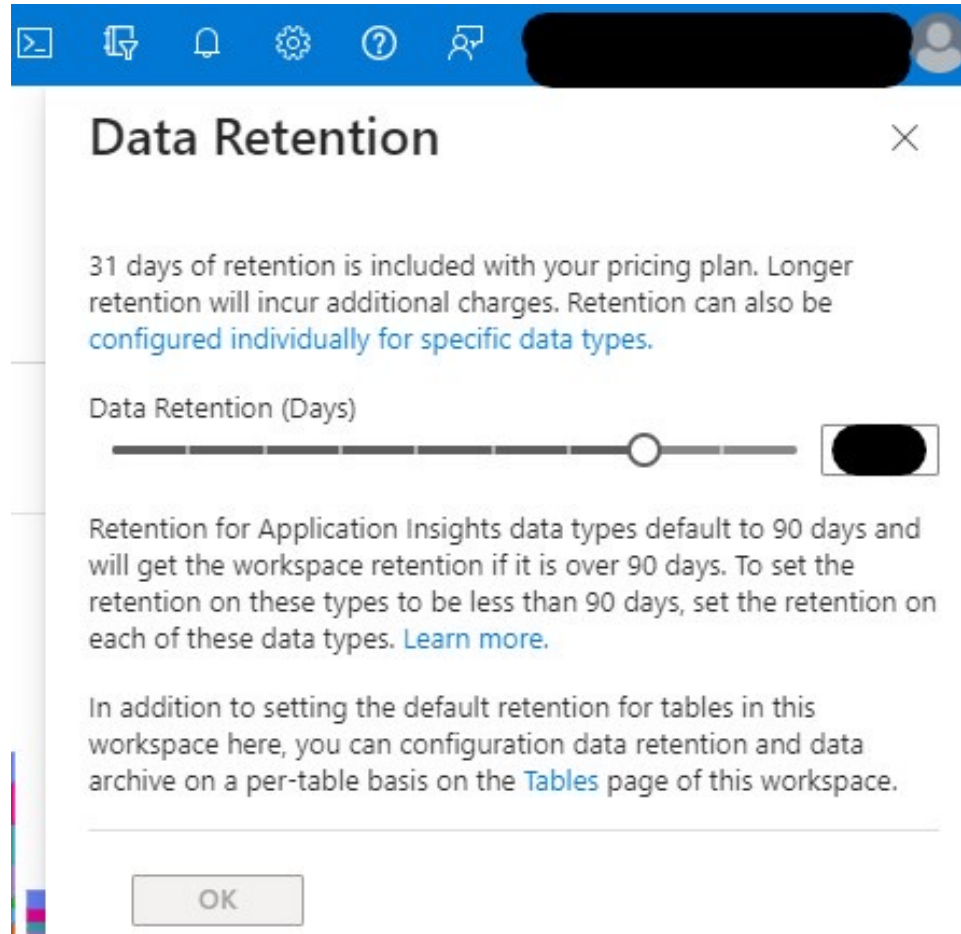 Data Retention
31 days of retention is included with your pricing plan. Longer
retention will incur additional charges. Retention can also be
configured individually for specific data types.
Data Retention (Days)
Retention for Application Insights data types default to 90 days and
will get the workspace retention if it is over 90 days. To set the
retention on these types to be less than 90 days, set the retention on
each of these data types. Learn more.
In addition to setting the default retention for tables in this
workspace here, you can configuration data retention and data
archive on a per-table basis on the Tables page of this workspace.
OK